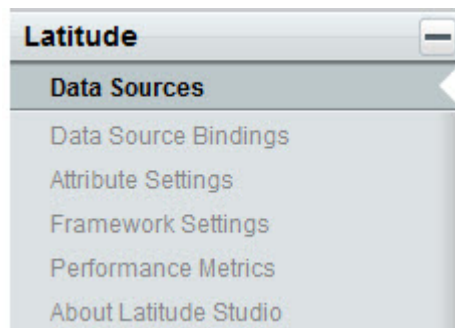 Latitude
Data Sources
Data Source Bindings
Attribute Settings
Framework Settings
Performance Metrics
About Latitude Studio